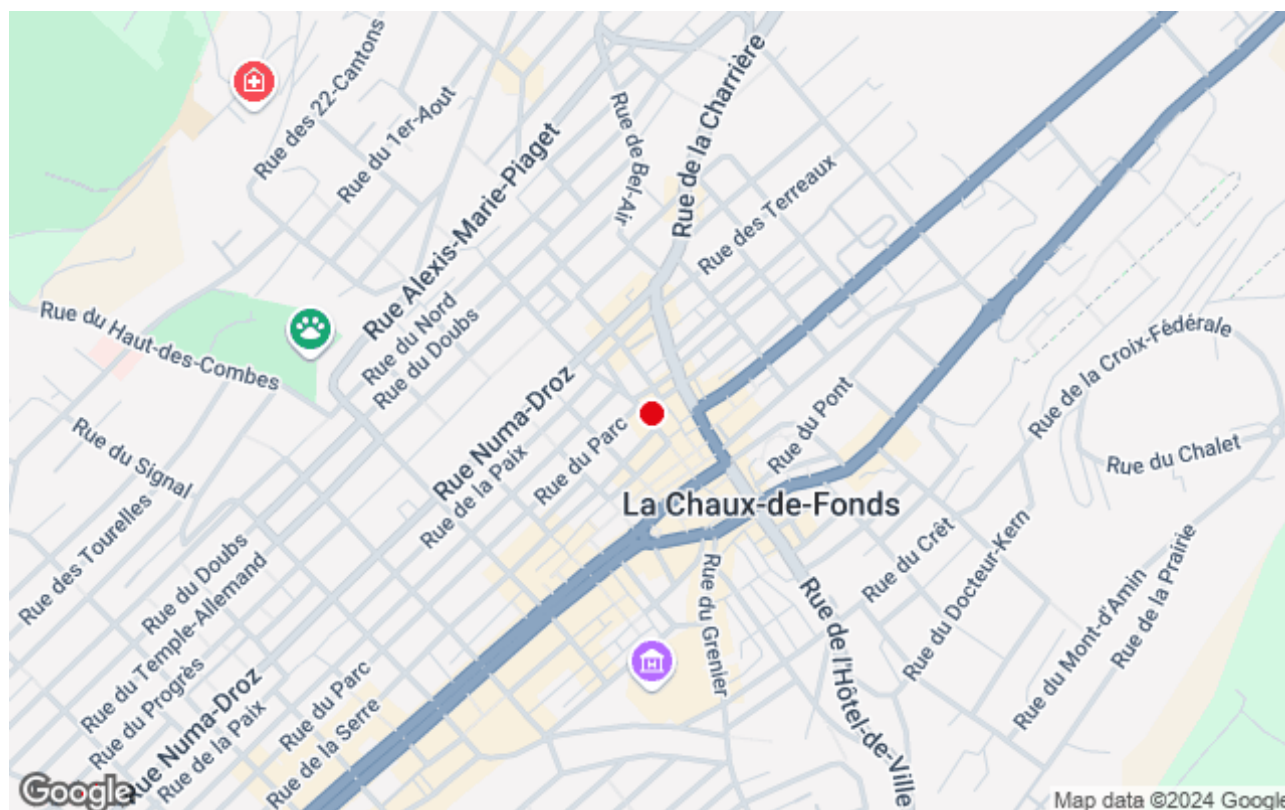 Rue des 22-Cantons
Rue du 1er-Aout
Rue Alexis-Marie-Piaget
Rue de Bel-Air
Rue de la Charrière
Rue des Terreaux
Rue du Haut-des-Combes
Rue du Nord
Rue du Doubs
Rue Numa-Droz
Rue du Parc
Rue de la Paix
Rue du Pont
Rue de la Croix-Fédérale
Rue du Chalet
Rue du Signal
Rue des Tourelles
La Chaux-de-Fonds
Rue du Crêt
Rue du Docteur-Kern
Rue du Mont-d'Amin
Rue de la Prairie
Rue du Grenier
Rue de l'Hôtel-de-Ville
Rue du Doubs
Rue du Temple-Allemand
Rue du Progrès
Rue Numa-Droz
Rue de la Paix
Rue du Parc
Rue de la Serre
H
Google
Map data ©2024 Google